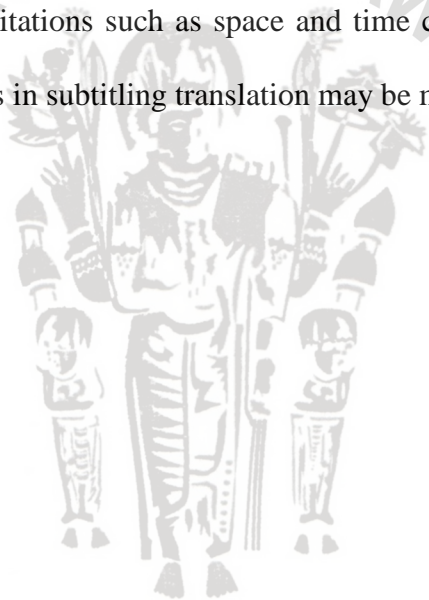 itations such as space and time
s in subtitling translation may be